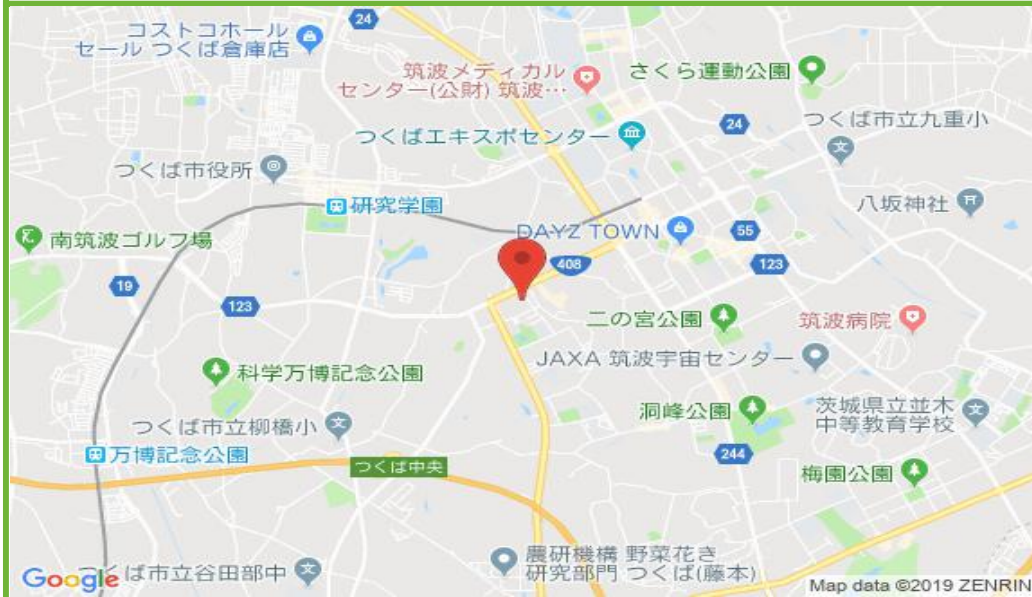 24
コストコホール
セール つくば倉庫店
筑波メディカル
センター(公財) 筑波…
さくら運動公園
つくばエキスポセンター
24
つくば市立九重小
つくば市役所
研究学園
八坂神社
南筑波ゴルフ場
DAYZ TOWN
55
408
123
19
123
二の宮公園
筑波病院
JAXA 筑波宇宙センター
科学万博記念公園
洞峰公園
茨城県立並木
中等教育学校
つくば市立柳橋小
万博記念公園
つくば中央
244
梅園公園
農研機構 野菜花き
研究部門 つくば(藤本)
Google
つくば市立谷田部中
Map data ©2019 ZENRIN